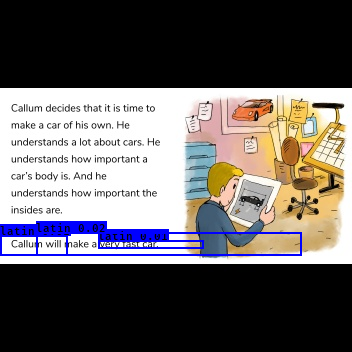 Callum decides that it is time to
make a car of his own. He
understands a lot about cars. He
understands how important a
car's body is. And he
understands how important the
insides are.
Callum will make a very fast car.